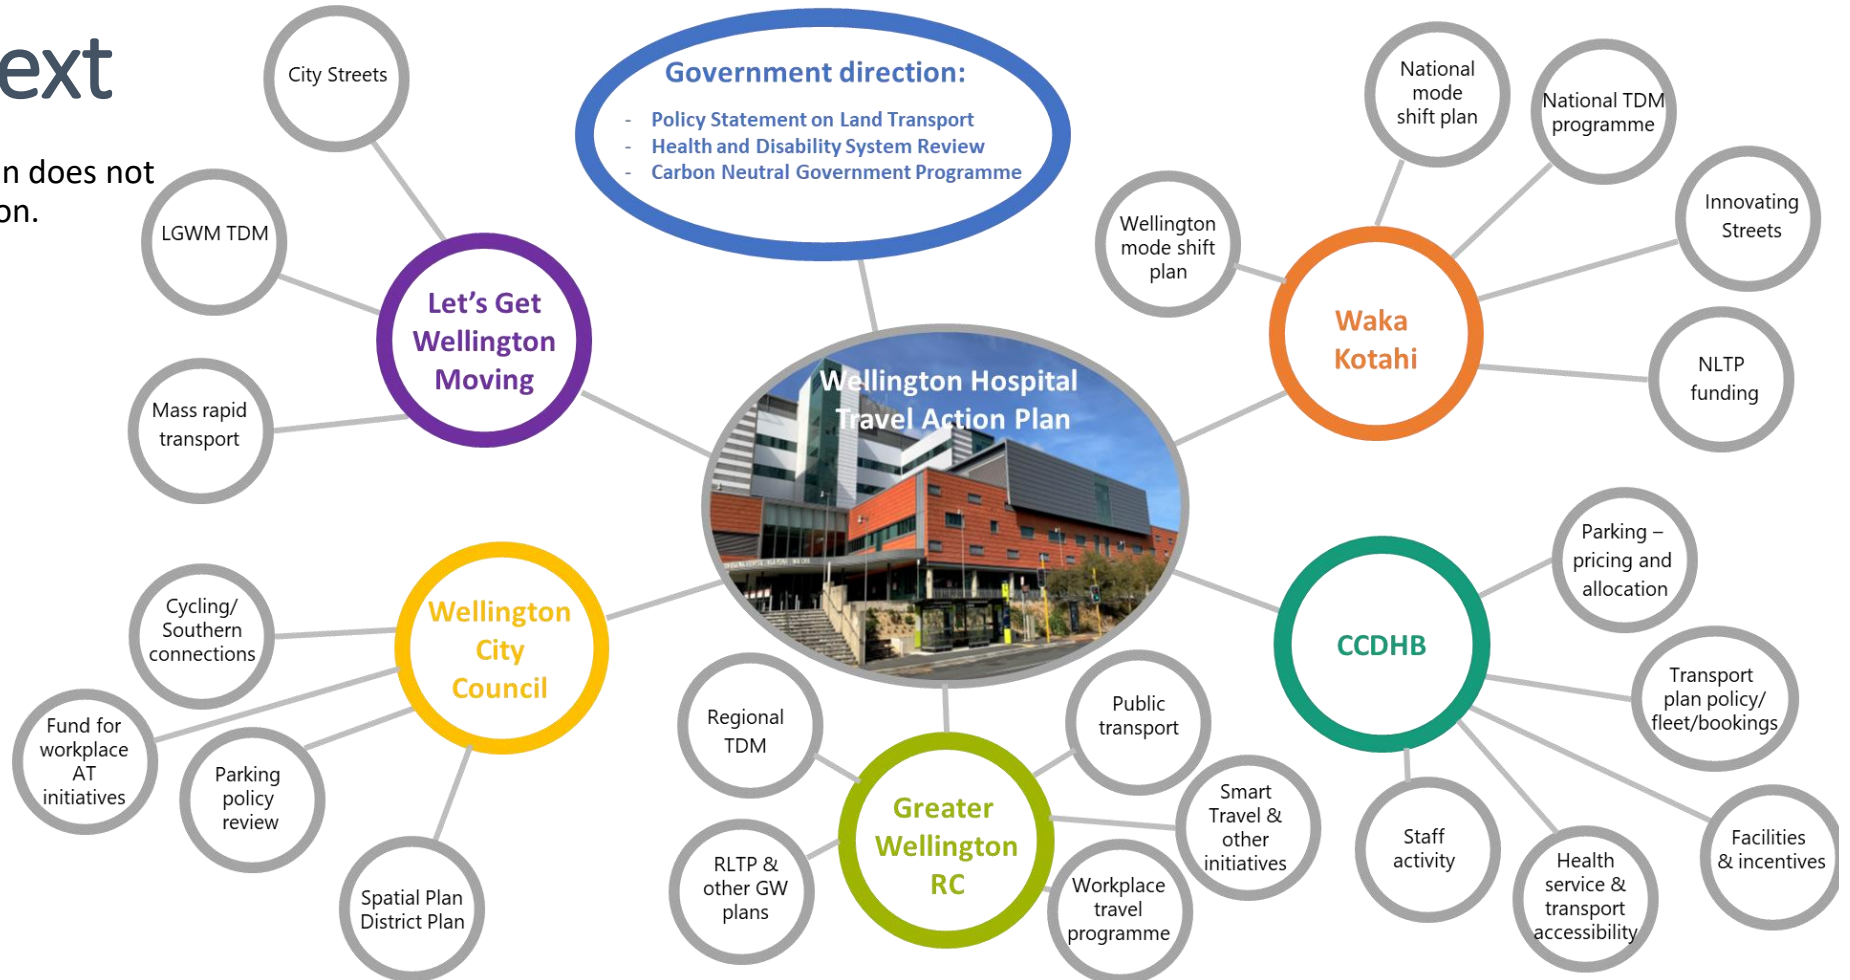 ext
n does not
on.
City Streets
LGWM TDM
Mass rapid
transport
Let’s Get
Wellington
Moving
Government direction:
- Policy Statement on Land Transport
- Health and Disability System Review
- Carbon Neutral Government Programme
National
mode
shift plan
National TDM
programme
Innovating
Streets
Wellington
mode shift
plan
NLTP
funding
Waka
Kotahi
Wellington Hospital
Travel Action Plan
Cycling/
Southern
connections
Fund for
workplace
AT
initiatives
Parking
policy
review
Spatial Plan
District Plan
Wellington
City
Council
Regional
TDM
RLTP &
other GW
plans
Greater
Wellington
RC
Public
transport
Smart
Travel &
other
initiatives
Workplace
travel
programme
CCDHB
Parking –
pricing and
allocation
Transport
plan policy/
fleet/bookings
Facilities
& incentives
Health
service &
transport
accessibility
Staff
activity